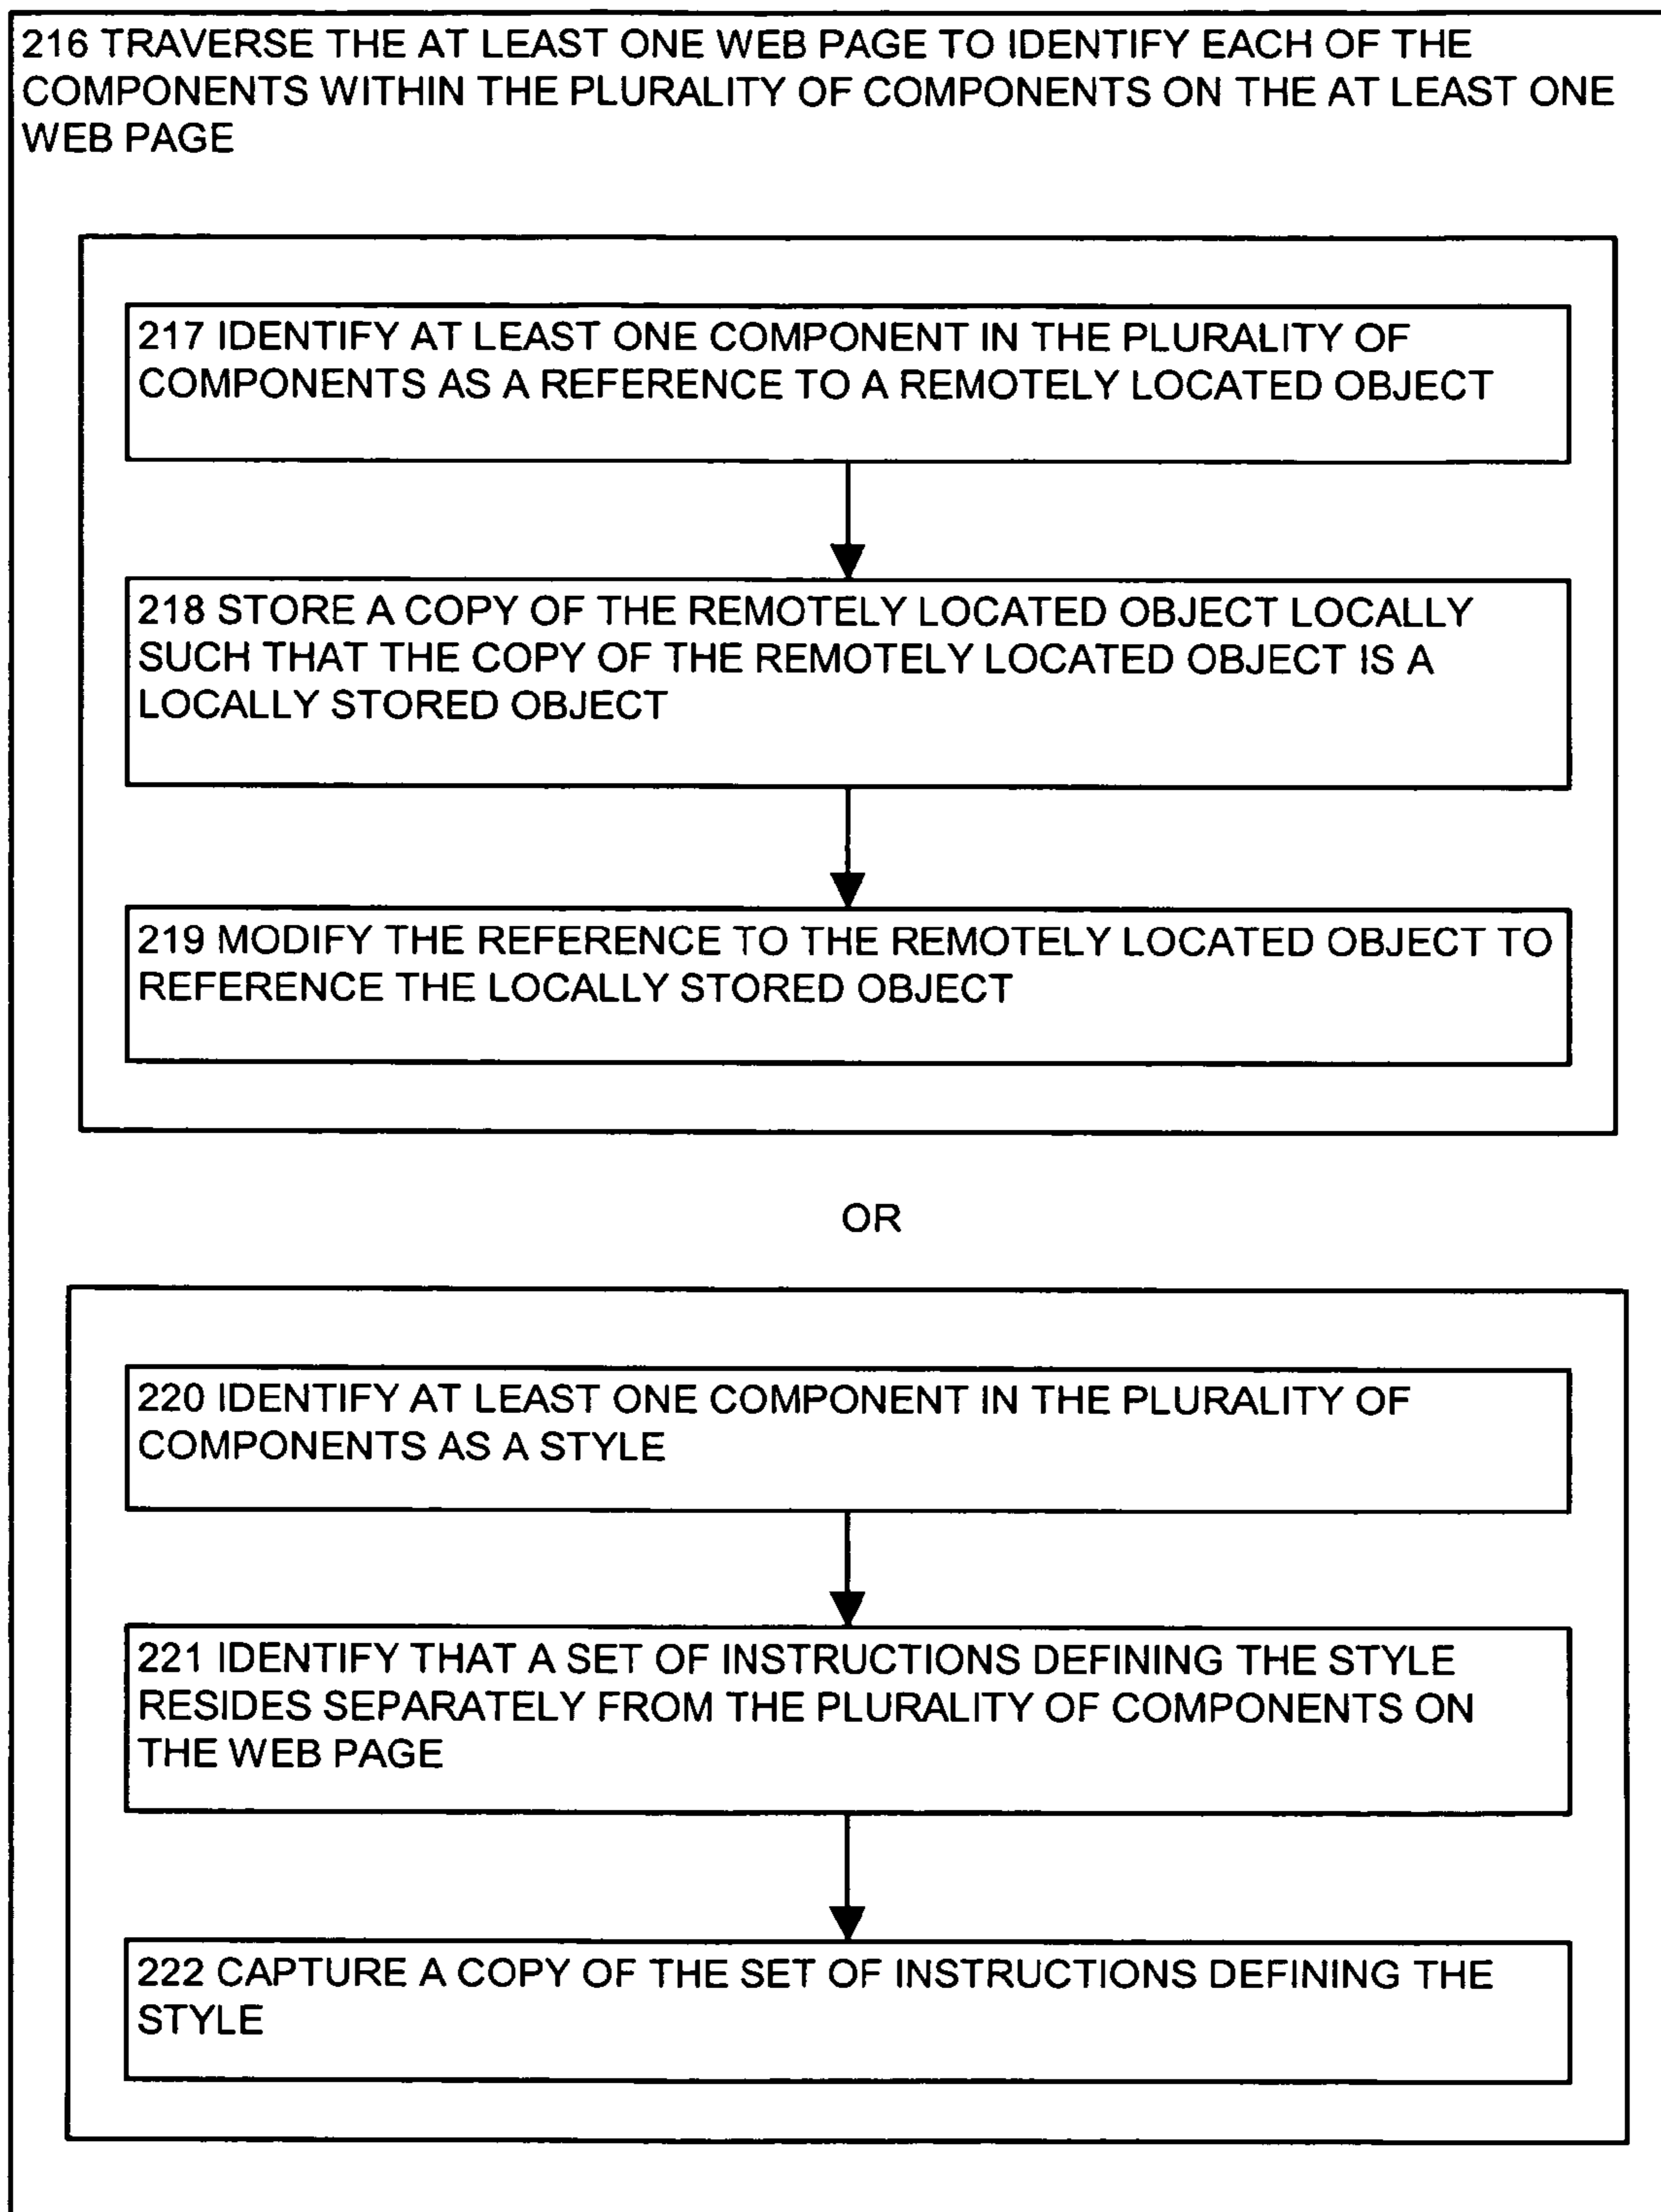 216 TRAVERSE THE AT LEAST ONE WEB PAGE TO IDENTIFY EACH OF THE
COMPONENTS WITHIN THE PLURALITY OF COMPONENTS ON THE AT LEAST ONE
WEB PAGE
217 IDENTIFY AT LEAST ONE COMPONENT IN THE PLURALITY OF
COMPONENTS AS A REFERENCE TO A REMOTELY LOCATED OBJECT
218 STORE A COPY OF THE REMOTELY LOCATED OBJECT LOCALLY
SUCH THAT THE COPY OF THE REMOTELY LOCATED OBJECT IS A
LOCALLY STORED OBJECT
219 MODIFY THE REFERENCE TO THE REMOTELY LOCATED OBJECT TO
REFERENCE THE LOCALLY STORED OBJECT
OR
220 IDENTIFY AT LEAST ONE COMPONENT IN THE PLURALITY OF
COMPONENTS AS A STYLE
221 IDENTIFY THAT A SET OF INSTRUCTIONS DEFINING THE STYLE
RESIDES SEPARATELY FROM THE PLURALITY OF COMPONENTS ON
THE WEB PAGE
222 CAPTURE A COPY OF THE SET OF INSTRUCTIONS DEFINING THE
STYLE